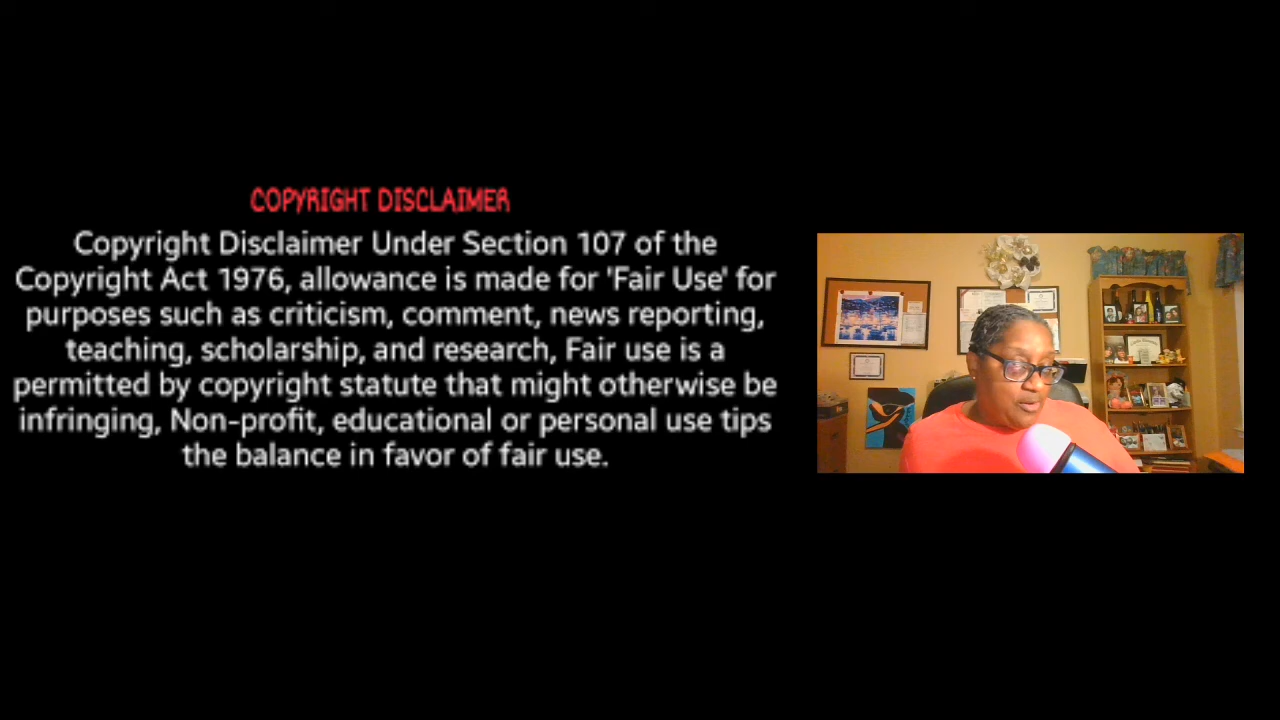 COPYRIGHT DISCLAIMER
Copyright Disclaimer Under Section 107 of the
Copyright Act 1976, allowance is made for 'Fair Use' for
purposes such as criticism, comment, news reporting,
teaching, scholarship, and research, Fair use is a
permitted by copyright statute that might otherwise be
infringing, Non-profit, educational or personal use tips
the balance in favor of fair use.